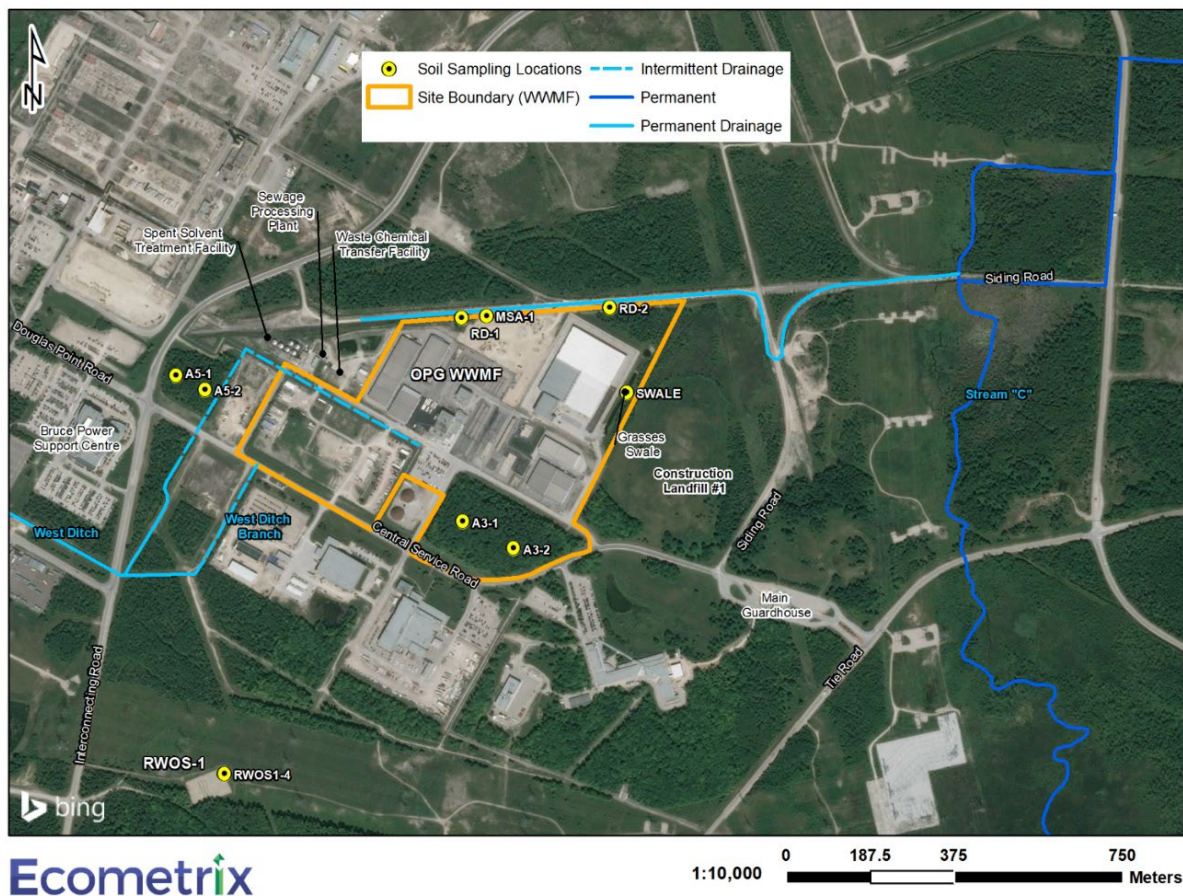 N
Soil Sampling Locations
Intermittent Drainage
Site Boundary (WWMF)
Permanent
Permanent Drainage
Sewage
Processing
Plant
Spent Solvent
Treatment Facility
Waste Chemical
Transfer Facility
Siding Road
Douglas Point Road
MSA-1
RD-1
RD-2
OPG WWMF
A5-1
A5-2
SWALE
Stream "C"
Bruce Power
Support Centre
Grasses
Swale
Construction
Landfill #1
West Ditch
West Ditch
Branch
A3-1
A3-2
Central Service Road
Siding Road
Main
Guardhouse
Tie Road
Interconnecting Road
RWOS-1
RWOS1-4
bing
Ecometrix
1:10,000
0 187.5 375 750
Meters